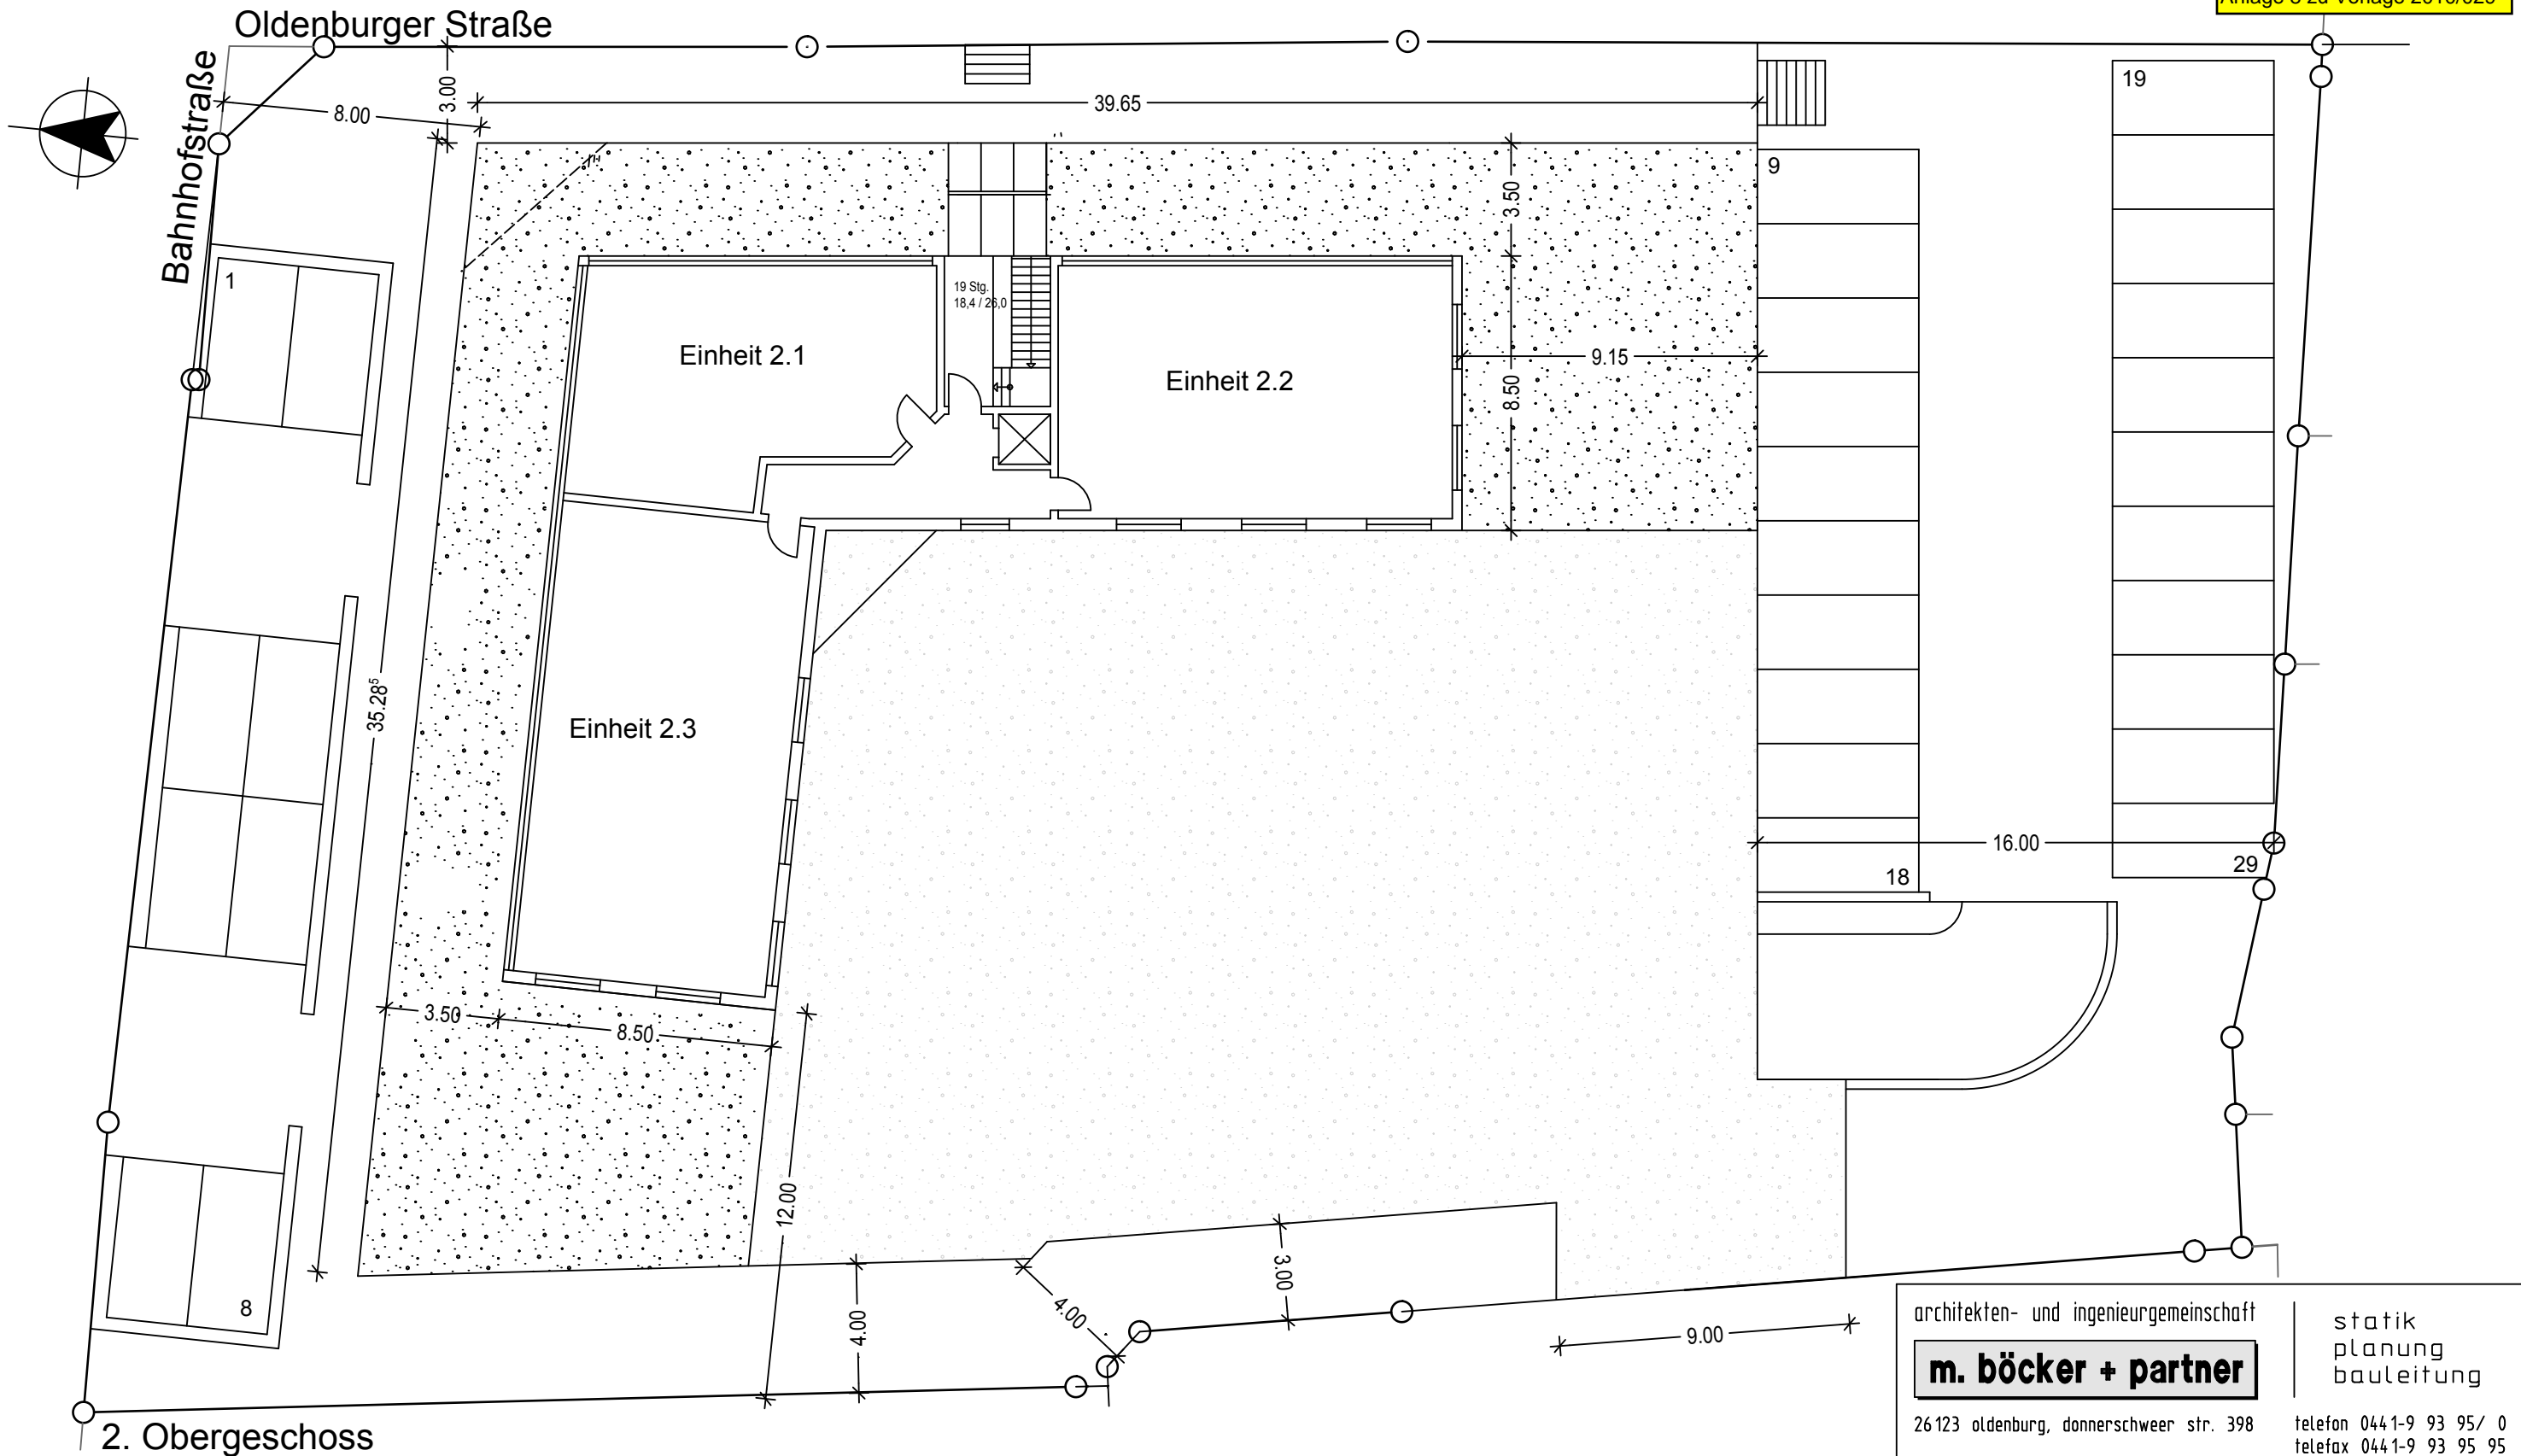 Oldenburger Straße
Bahnhofstraße
3.00
8.00
39.65
19
9
1
3.50
19 Stg.
18,4 / 26,0
Einheit 2.1
Einheit 2.2
9.15
8.50
35.28⁵
Einheit 2.3
16.00
18
29
3.50
8.50
12.00
8
4.00
4.00
3.00
9.00
2. Obergeschoss
architekten- und ingenieurgemeinschaft
m. böcker + partner
26123 oldenburg, donnerschweer str. 398
statik
planung
bauleitung
telefon 0441-9 93 95/ 0
telefax 0441-9 93 95 95